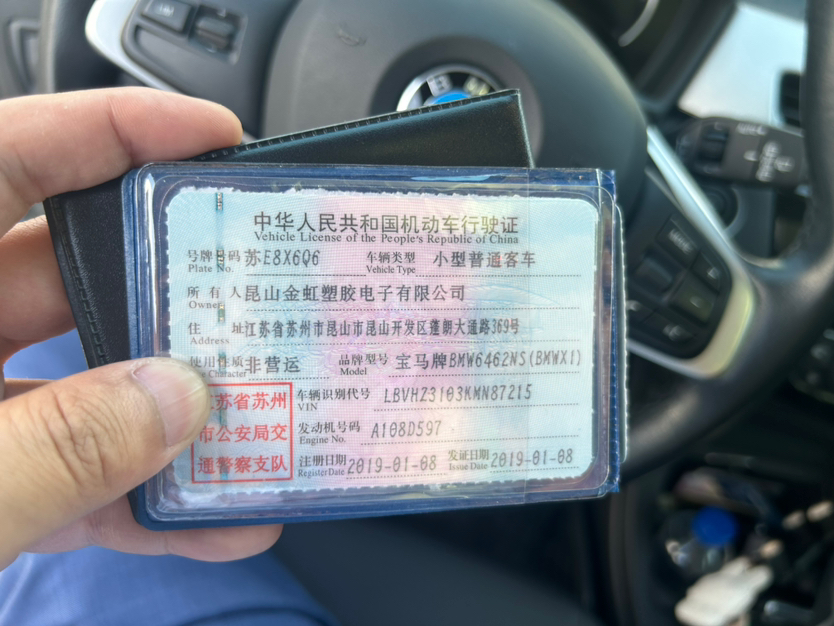 中华人民共和国机动车行驶证
Vehicle License of the People's Republic of China
号牌号码 苏E8X6Q6 车辆类型 小型普通客车
Plate No. Vehicle Type
所有人 昆山金虹塑胶电子有限公司
Owner
住址 江苏省苏州市昆山市昆山开发区蓬朗大通路369号
Address
使用性质 非营运 品牌型号 宝马牌BMW6462NS(BMWX1)
Character Model
苏省苏州
市公安局交
通警察支队
车辆识别代号 LBVHZ3103KMN87215
VIN
发动机号码 A108D597
Engine No.
注册日期 2019-01-08 发证日期 2019-01-08
Register Date Issue Date